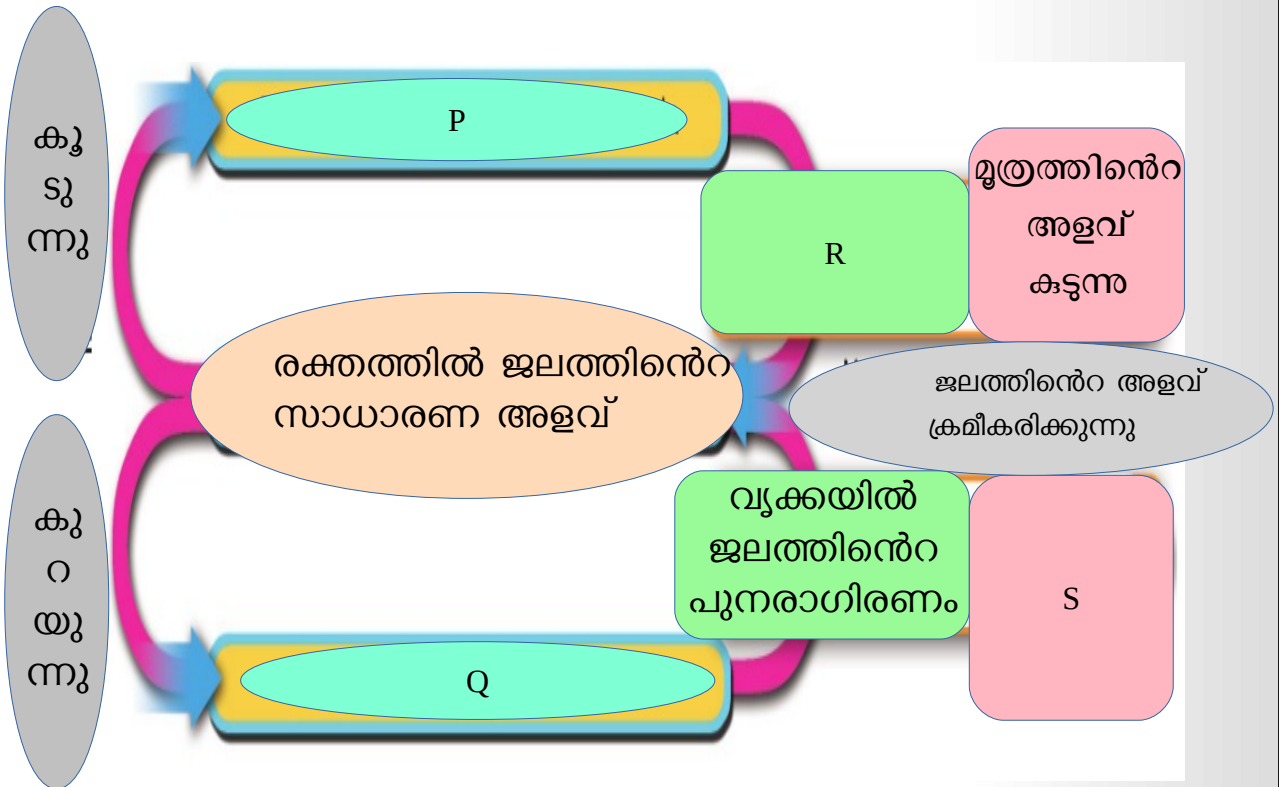 കൂ
ടു
ന്നു
P
R
മൂത്രത്തിൻെറ
അളവ്
കുടുന്നു
രക്തത്തിൽ ജലത്തിൻെറ
സാധാരണ അളവ്
ജലത്തിൻെറ അളവ്
ക്രമീകരിക്കുന്നു
കു
റ
യു
ന്നു
വൃക്കയിൽ
ജലത്തിൻെറ
പുനരാഗിരണം
S
Q